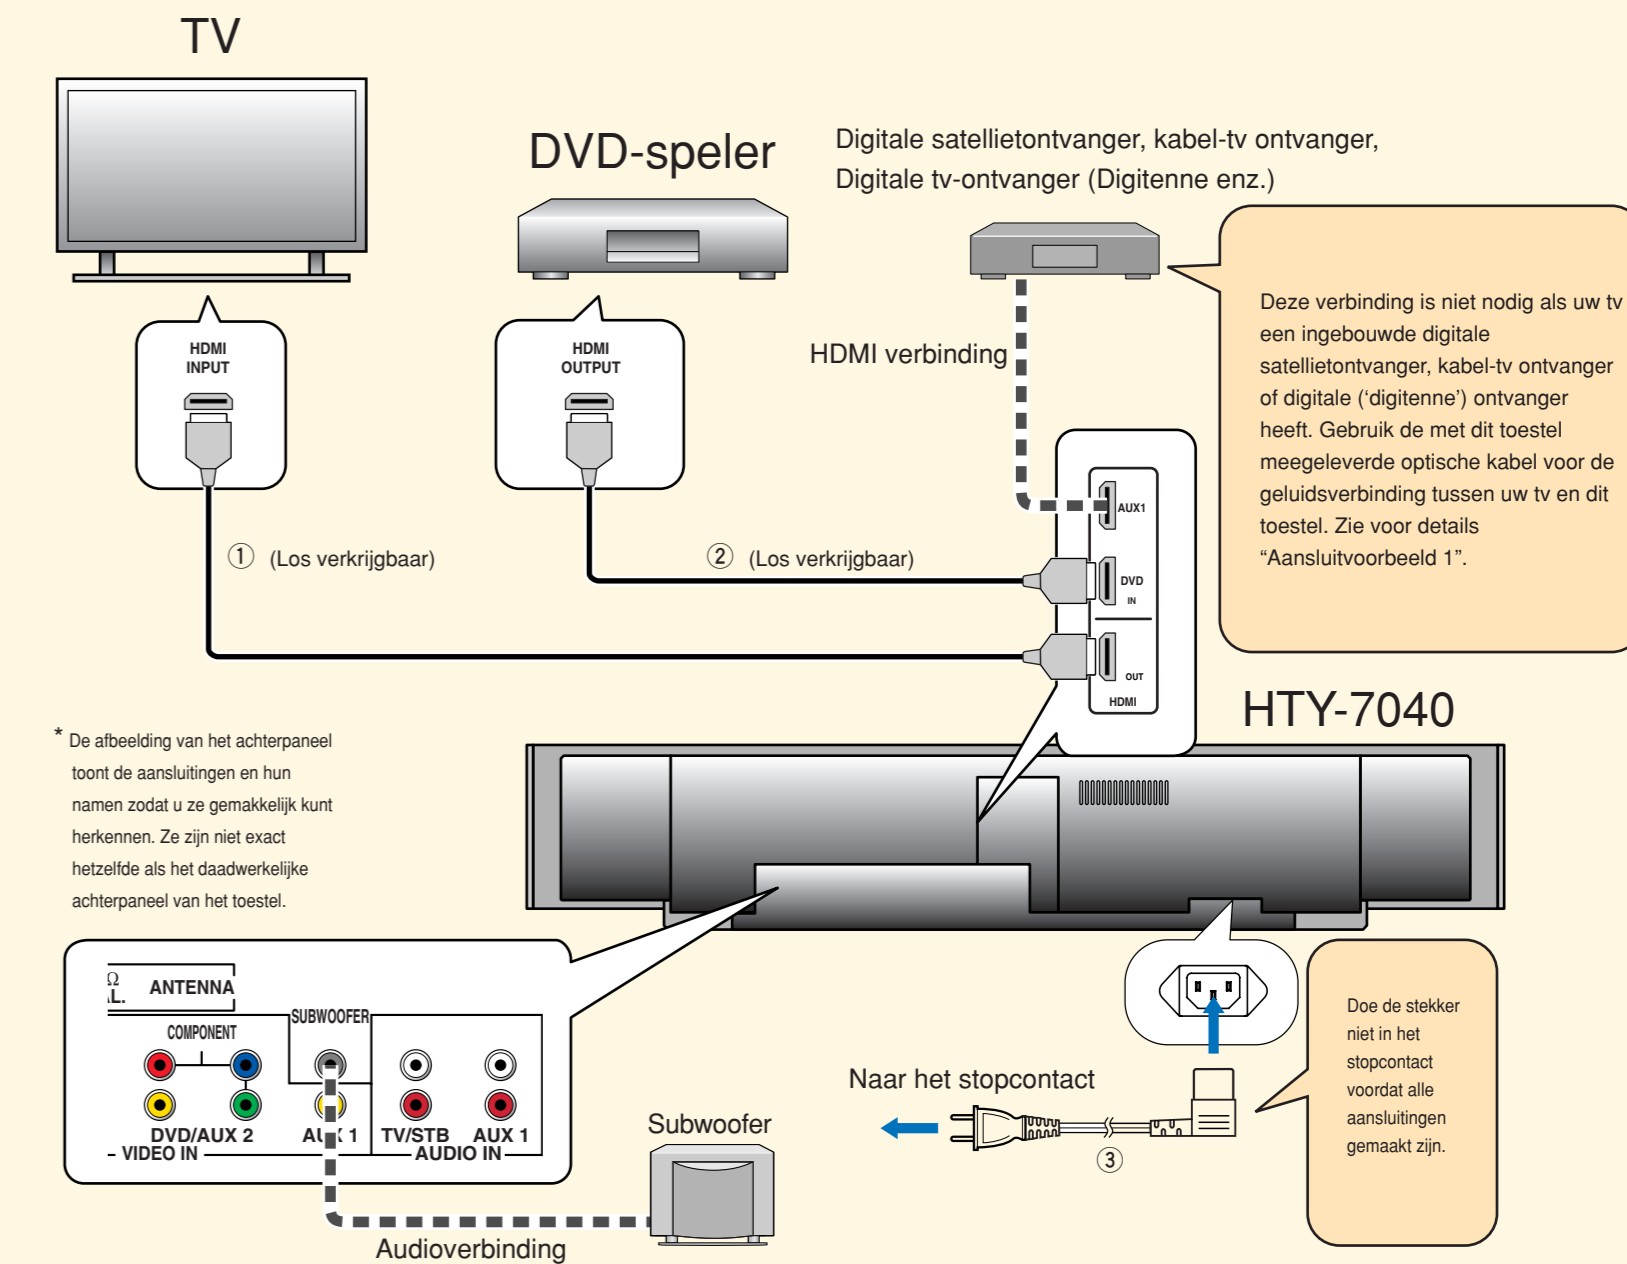 TV
DVD-speler
Digitale satellietontvanger, kabel-tv ontvanger,
Digitale tv-ontvanger (Digitenne enz.)
HDMI
INPUT
HDMI
OUTPUT
HDMI verbinding
Deze verbinding is niet nodig als uw tv
een ingebouwde digitale
satellietontvanger, kabel-tv ontvanger
of digitale (‘digitenne’) ontvanger
heeft. Gebruik de met dit toestel
meegeleverde optische kabel voor de
geluidsverbinding tussen uw tv en dit
toestel. Zie voor details
“Aansluitvoorbeeld 1”.
① (Los verkrijgbaar)
② (Los verkrijgbaar)
AUX1
DVD
IN
OUT
HDMI
HTY-7040
* De afbeelding van het achterpaneel
toont de aansluitingen en hun
namen zodat u ze gemakkelijk kunt
herkennen. Ze zijn niet exact
hetzelfde als het daadwerkelijke
achterpaneel van het toestel.
Ω
L.
ANTENNA
SUBWOOFER
COMPONENT
DVD/AUX 2
AUX 1
TV/STB
AUX 1
VIDEO IN
AUDIO IN
Subwoofer
Audioverbinding
Naar het stopcontact
③
Doe de stekker
niet in het
stopcontact
voordat alle
aansluitingen
gemaakt zijn.